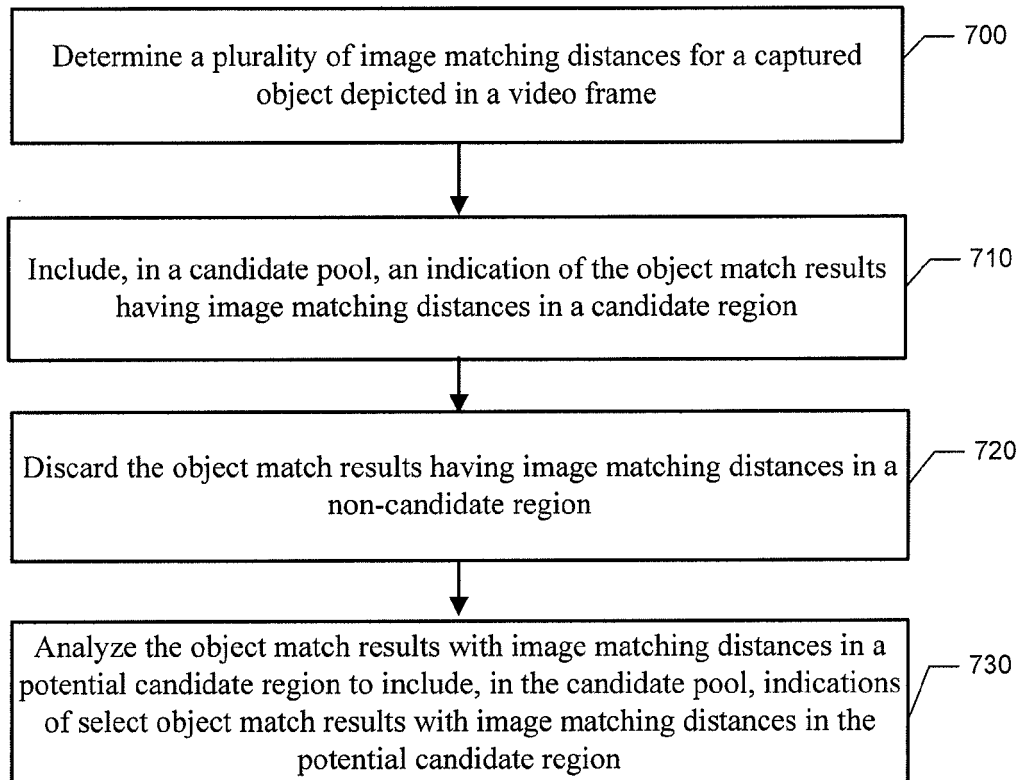 Determine a plurality of image matching distances for a captured
object depicted in a video frame
700
Include, in a candidate pool, an indication of the object match results
having image matching distances in a candidate region
710
Discard the object match results having image matching distances in a
non-candidate region
720
Analyze the object match results with image matching distances in a
potential candidate region to include, in the candidate pool, indications
of select object match results with image matching distances in the
potential candidate region
730